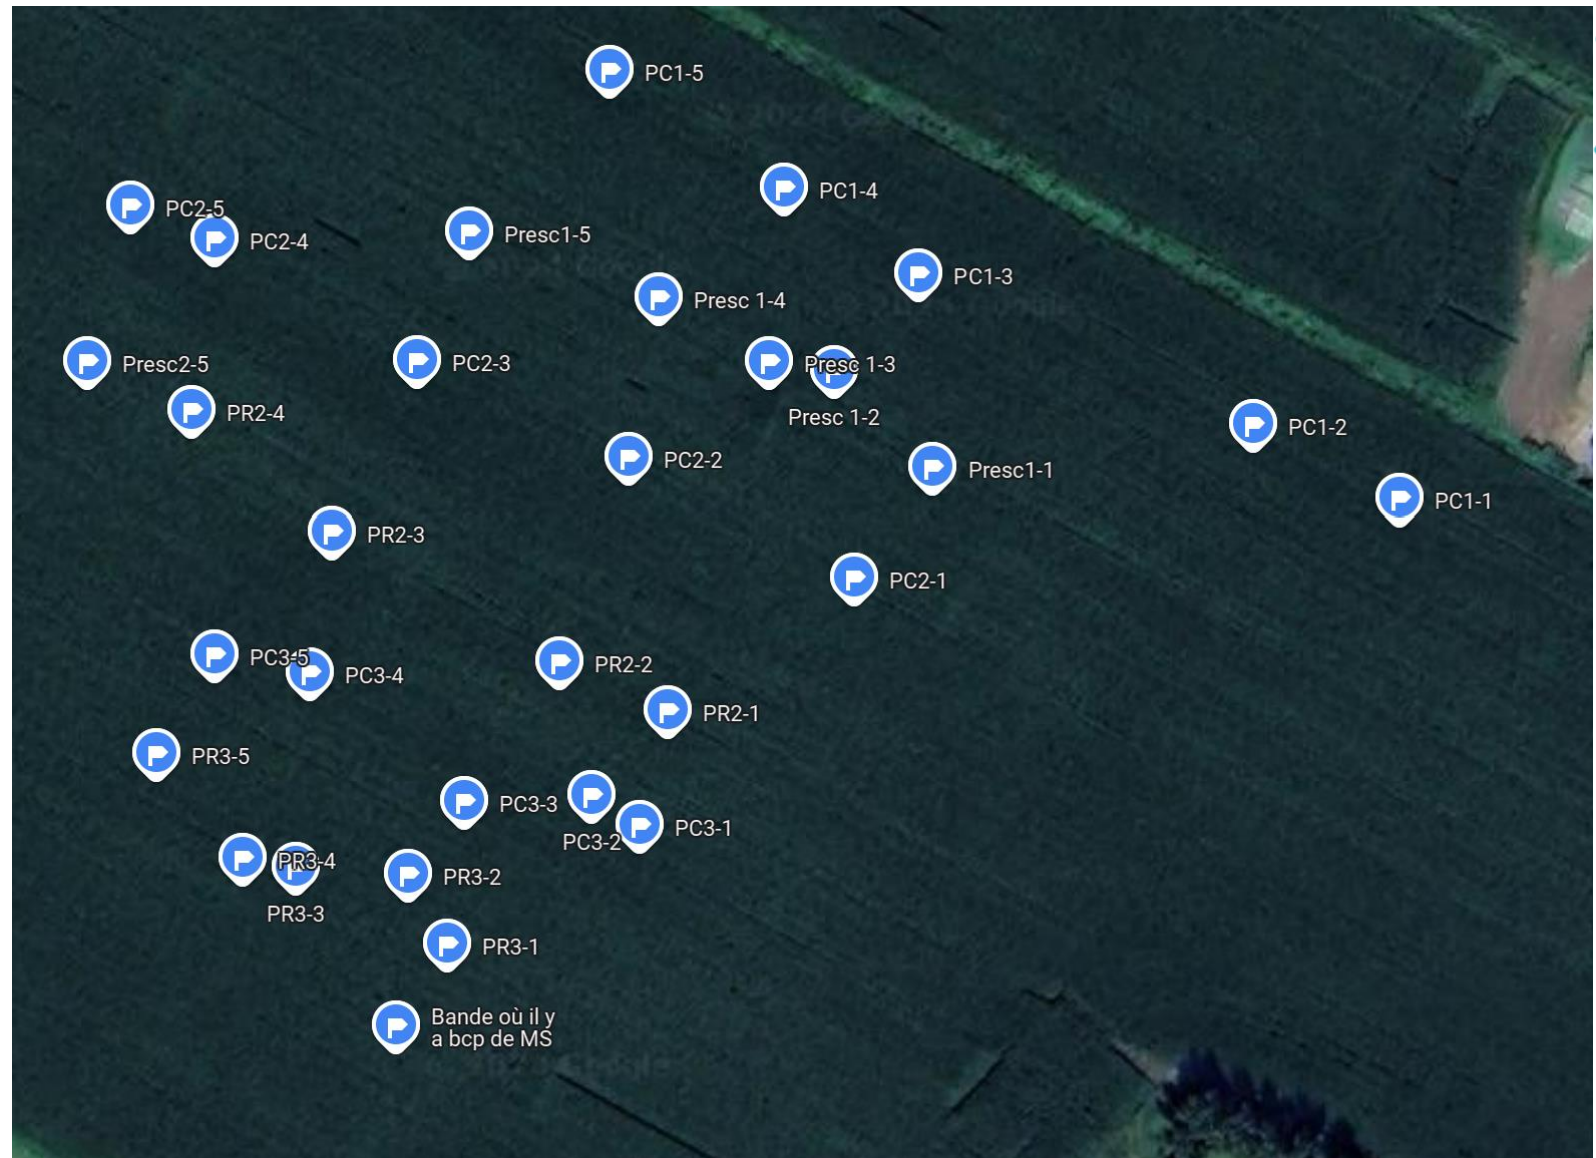 PC1-5
PC1-4
PC2-5
PC2-4
Presc1-5
PC1-3
Presc 1-4
Presc2-5
PC2-3
Presc 1-3
PR2-4
Presc 1-2
PC1-2
PC2-2
Presc1-1
PC1-1
PR2-3
PC2-1
PC3-5
PC3-4
PR2-2
PR2-1
PR3-5
PC3-3
PC3-2
PC3-1
PR3-4
PR3-2
PR3-3
PR3-1
Bande où il y
a bcp de MS